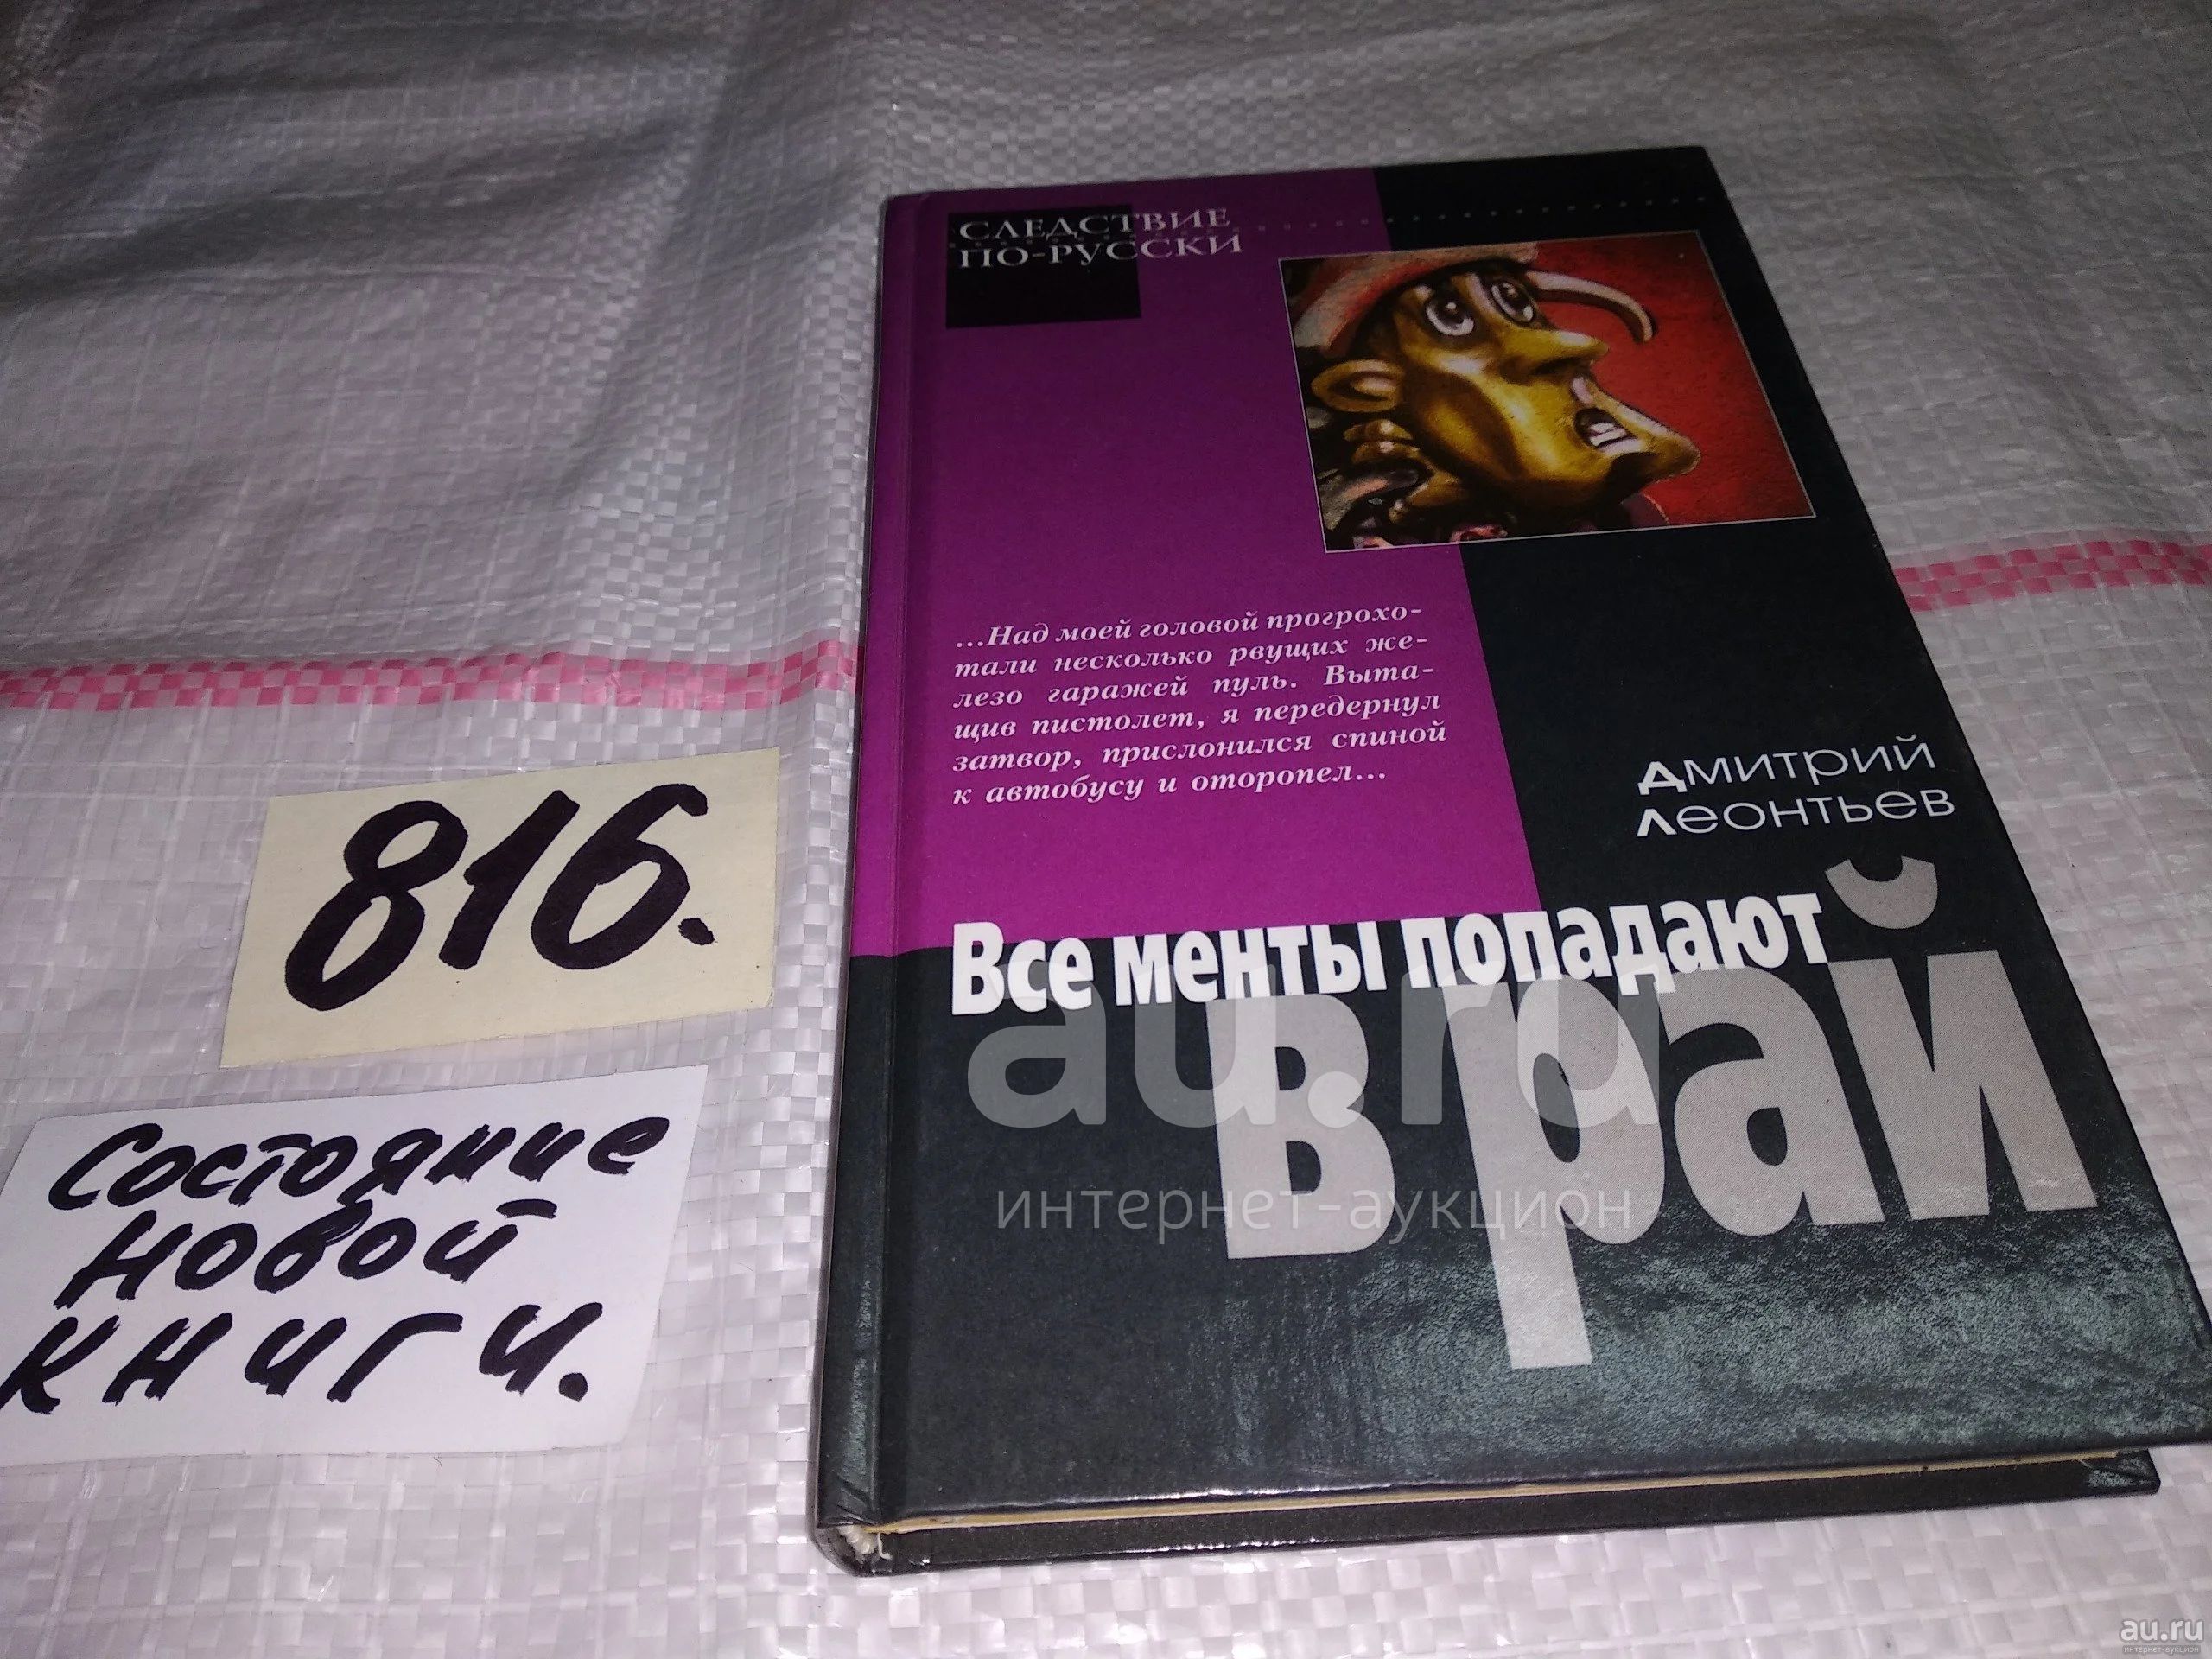 СЛЕДСТВИЕ
ПО-РУССКИ
...Над моей головой прогрохо-
тали несколько рвущих же-
лезо гаражей пуль. Выта-
щив пистолет, я передернул
затвор, прислонился спиной
к автобусу и оторопел...
Дмитрий
Леонтьев
Все менты попадают
в рай
816.
Состояние
новой
книги.
au.ru
интернет-аукцион
au.ru
интернет-аукцион